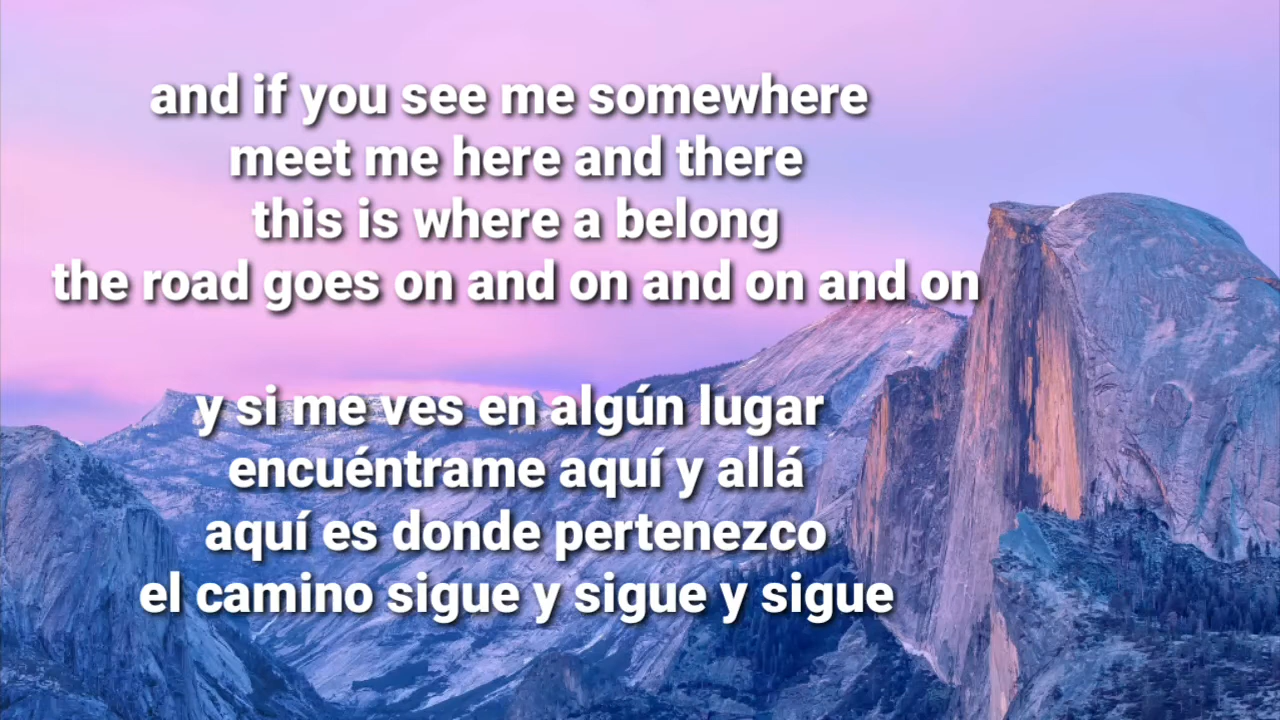 and if you see me somewhere
meet me here and there
this is where a belong
the road goes on and on and on and on
y si me ves en algún lugar
encuéntrame aquí y allá
aquí es donde pertenezco
el camino sigue y sigue y sigue